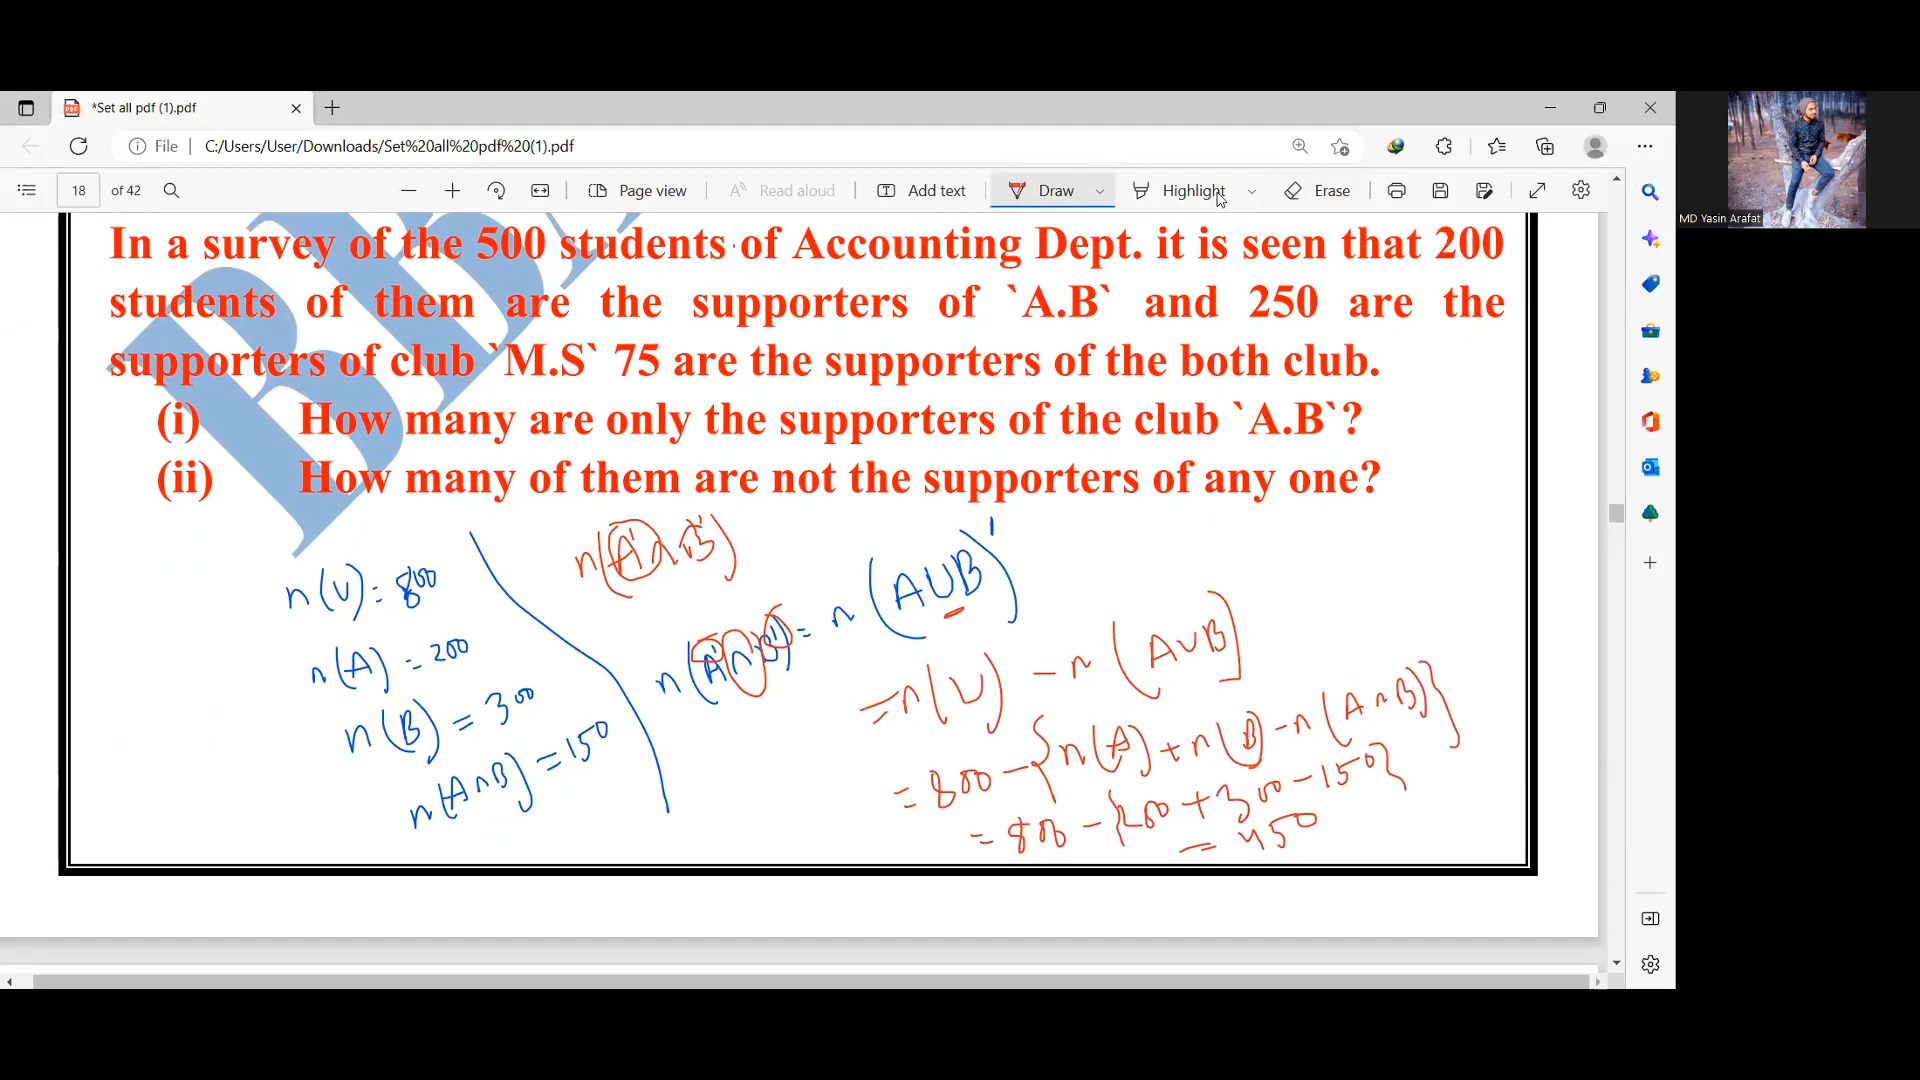 *Set all pdf (1).pdf
File C:/Users/User/Downloads/Set%20all%20pdf%20(1).pdf
18 of 42 Page view Read aloud Add text Draw Highlight Erase
MD Yasin Arafat
In a survey of the 500 students of Accounting Dept. it is seen that 200
students of them are the supporters of `A.B` and 250 are the
supporters of club `M.S` 75 are the supporters of the both club.
(i) How many are only the supporters of the club `A.B`?
(ii) How many of them are not the supporters of any one?
n(U) = 800
n(A) = 200
n(B) = 300
n(A∩B) = 150
n(A'∩B')
n(A'∩B') = n(A∪B)'
= n(U) - n(A∪B)
= 800 - {n(A) + n(B) - n(A∩B)}
= 800 - {200 + 300 - 150}
= 450